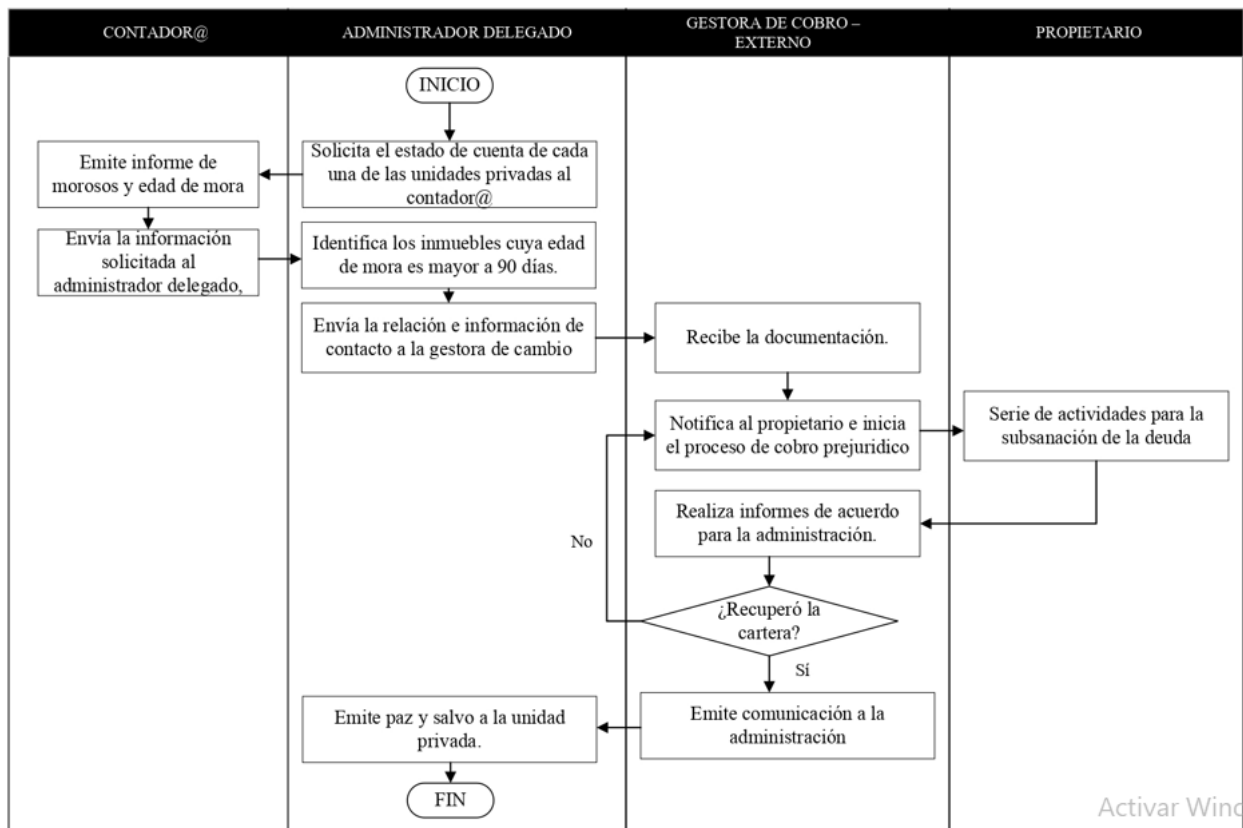 CONTADOR@
ADMINISTRADOR DELEGADO
GESTORA DE COBRO –
EXTERNO
PROPIETARIO
INICIO
Solicita el estado de cuenta de cada
una de las unidades privadas al
contador@
Emite informe de
morosos y edad de mora
Envía la información
solicitada al
administrador delegado,
Identifica los inmuebles cuya edad
de mora es mayor a 90 días.
Envía la relación e información de
contacto a la gestora de cambio
Recibe la documentación.
Notifica al propietario e inicia
el proceso de cobro prejuridico
Serie de actividades para la
subsanación de la deuda
Realiza informes de acuerdo
para la administración.
No
¿Recuperó la
cartera?
Sí
Emite comunicación a la
administración
Emite paz y salvo a la unidad
privada.
FIN
Activar Winc